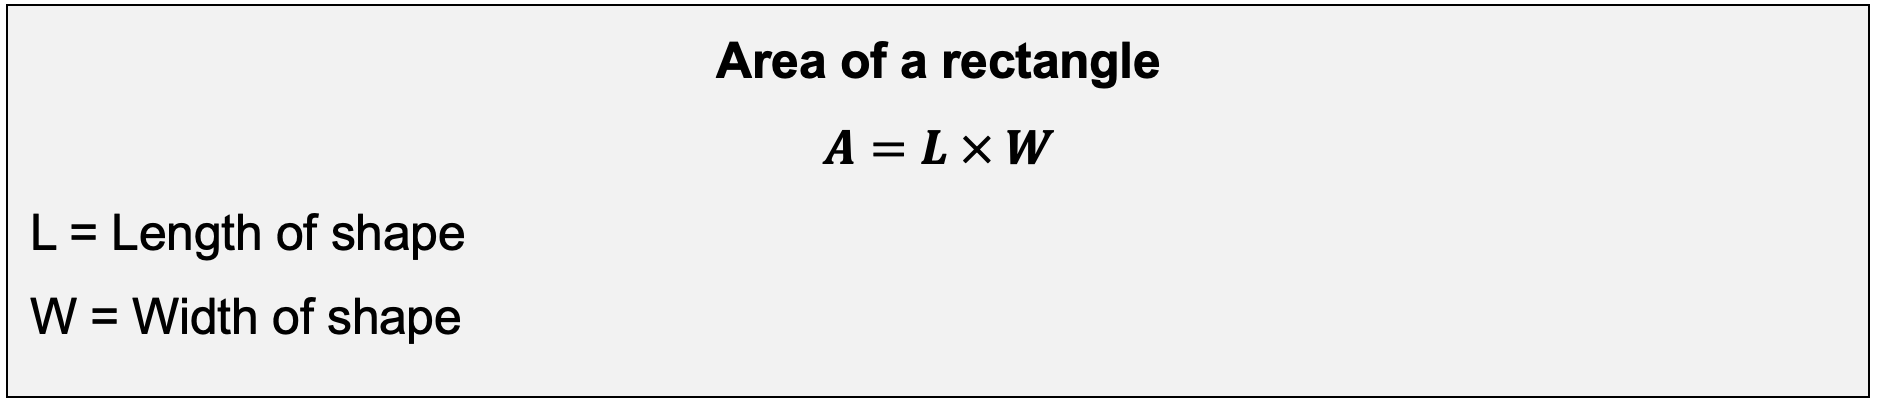 Area of a rectangle
A = L × W
L = Length of shape
W = Width of shape